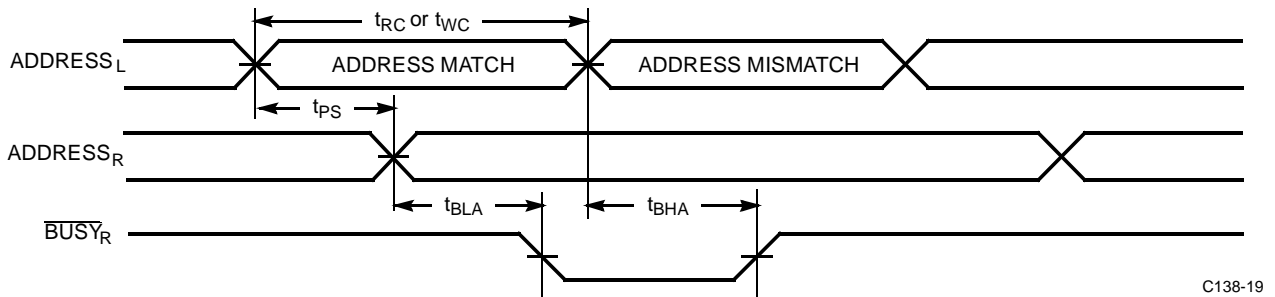 tRC or tWC
ADDRESSL ADDRESS MATCH ADDRESS MISMATCH
tPS
ADDRESSR
tBLA tBHA
BUSYR
C138-19